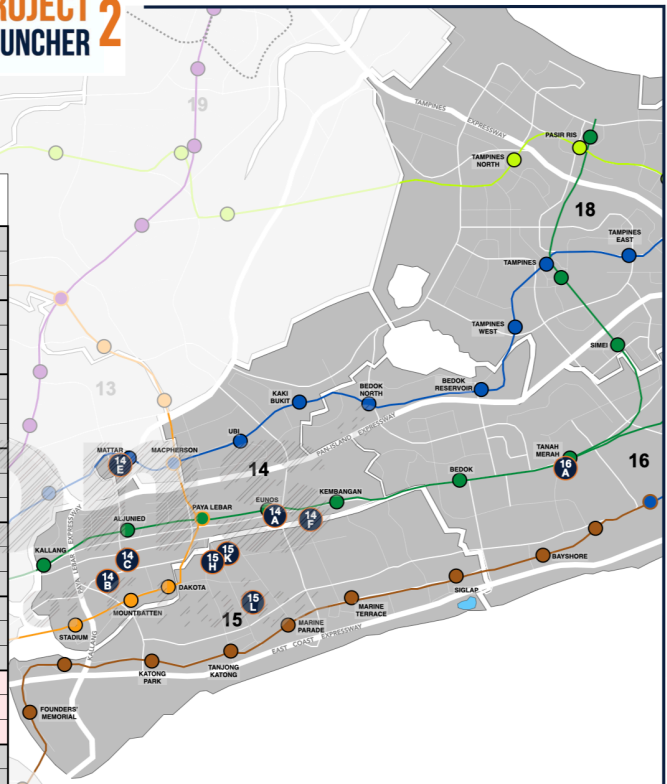 ROJECT 2
UNCHER
19
TAMPINES
EXPRESSWAY
PASIR RIS
TAMPINES
NORTH
18
TAMPINES
EAST
TAMPINES
TAMPINES
WEST
SIMEI
13
KAKI
BUKIT
BEDOK
NORTH
BEDOK
RESERVOIR
UBI
PAN ISLAND EXPRESSWAY
MATTAR
14
E
MACPHERSON
14
TANAH
MERAH
16
A
16
BEDOK
KEMBANGAN
EUNOS
14
A
14
F
PAYA LEBAR
ALJUNIED
KALLANG
PAYA LEBAR EXPRESSWAY
14
C
14
B
15
H
15
K
DAKOTA
MOUNTBATTEN
STADIUM
KALLANG
15
L
15
BAYSHORE
SIGLAP
MARINE
TERRACE
MARINE
PARADE
EAST COAST EXPRESSWAY
TANJONG
KATONG
KATONG
PARK
FOUNDERS'
MEMORIAL